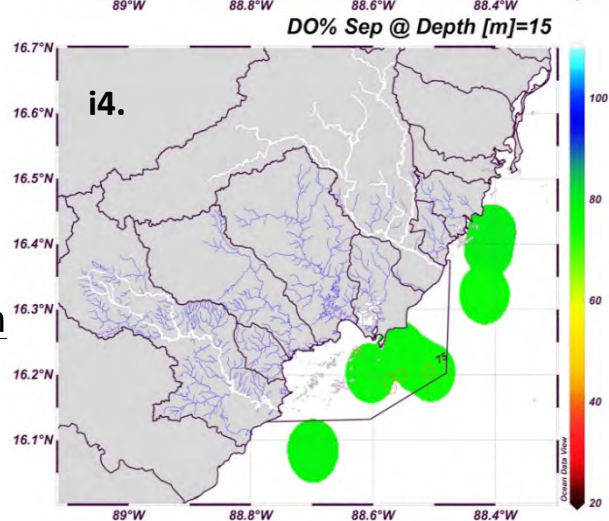 89°W 88.8°W 88.6°W 88.4°W
DO% Sep @ Depth [m]=15
16.7°N
i4.
16.6°N
16.5°N
16.4°N
16.3°N
16.2°N
16.1°N
75
100
80
60
40
20
Ocean Data View
89°W 88.8°W 88.6°W 88.4°W